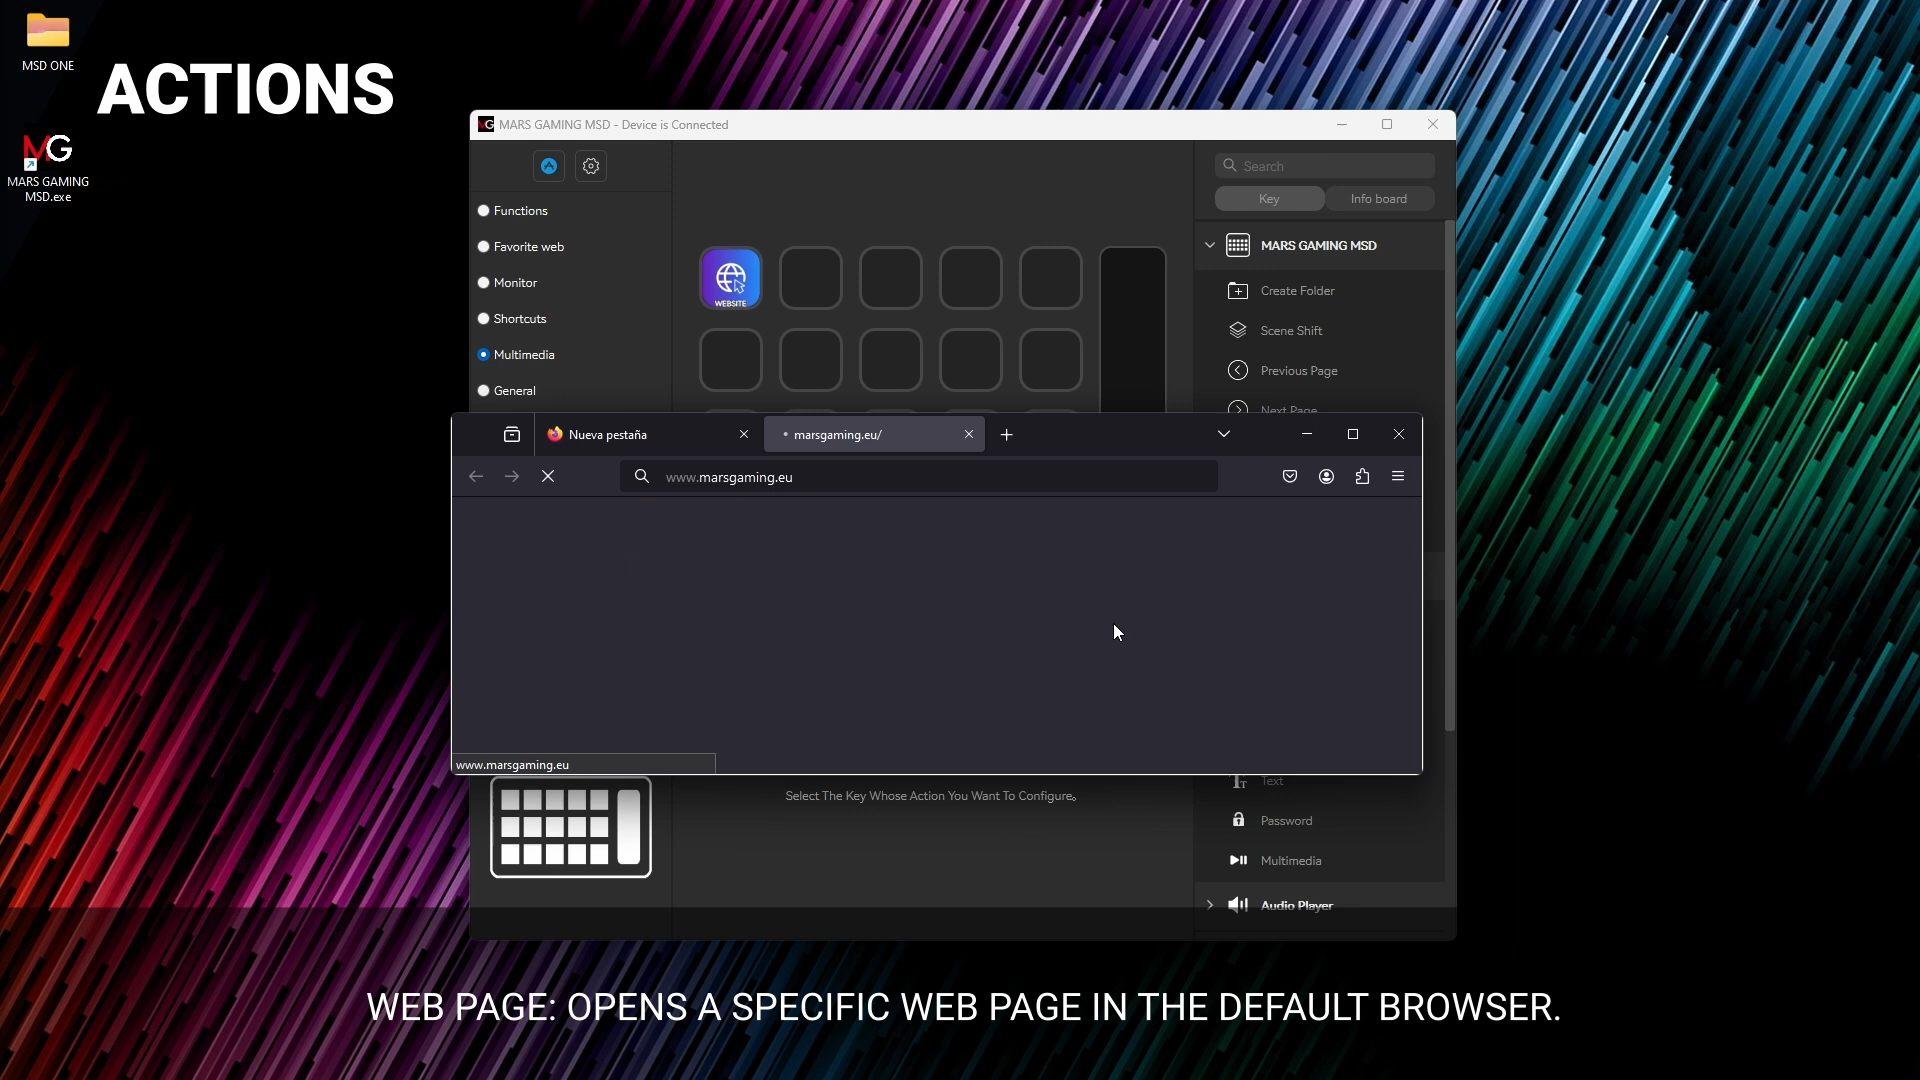 MSD ONE
ACTIONS
MG
MARS GAMING
MSD.exe
MARS GAMING MSD - Device is Connected
Search
Key
Info board
Functions
Favorite web
Monitor
Shortcuts
Multimedia
General
WEBSITE
MARS GAMING MSD
Create Folder
Scene Shift
Previous Page
Next Page
Nueva pestaña
marsgaming.eu/
www.marsgaming.eu
www.marsgaming.eu
Select The Key Whose Action You Want To Configure。
Text
Password
Multimedia
Audio Player
WEB PAGE: OPENS A SPECIFIC WEB PAGE IN THE DEFAULT BROWSER.